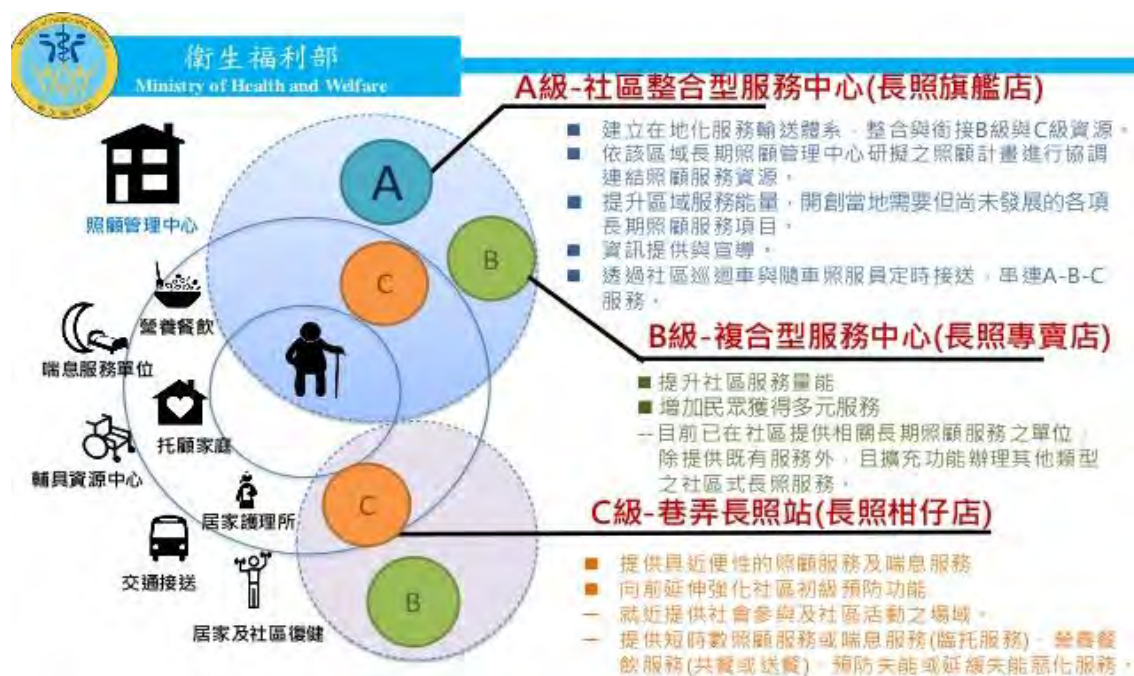 衛生福利部
Ministry of Health and Welfare
A級-社區整合型服務中心(長照旗艦店)
■ 建立在地化服務輸送體系，整合與銜接B級與C級資源。
■ 依該區域長期照顧管理中心研擬之照顧計畫進行協調
連結照顧服務資源。
■ 提升區域服務能量，開創當地需要但尚未發展的各項
長期照顧服務項目。
■ 資訊提供與宣導。
■ 透過社區巡迴車與隨車照服員定時接送，串連A-B-C
服務。
B級-複合型服務中心(長照專賣店)
■ 提升社區服務量能
■ 增加民眾獲得多元服務
—目前已在社區提供相關長期照顧服務之單位，
除提供既有服務外，且擴充功能辦理其他類型
之社區式長照服務。
C級-巷弄長照站(長照柑仔店)
■ 提供具近便性的照顧服務及喘息服務
■ 向前延伸強化社區初級預防功能
— 就近提供社會參與及社區活動之場域。
— 提供短時數照顧服務或喘息服務(臨托服務)、營養餐
飲服務(共餐或送餐)、預防失能或延緩失能惡化服務。
照顧管理中心
A
B
C
營養餐飲
喘息服務單位
托顧家庭
輔具資源中心
C
居家護理所
交通接送
B
居家及社區復健